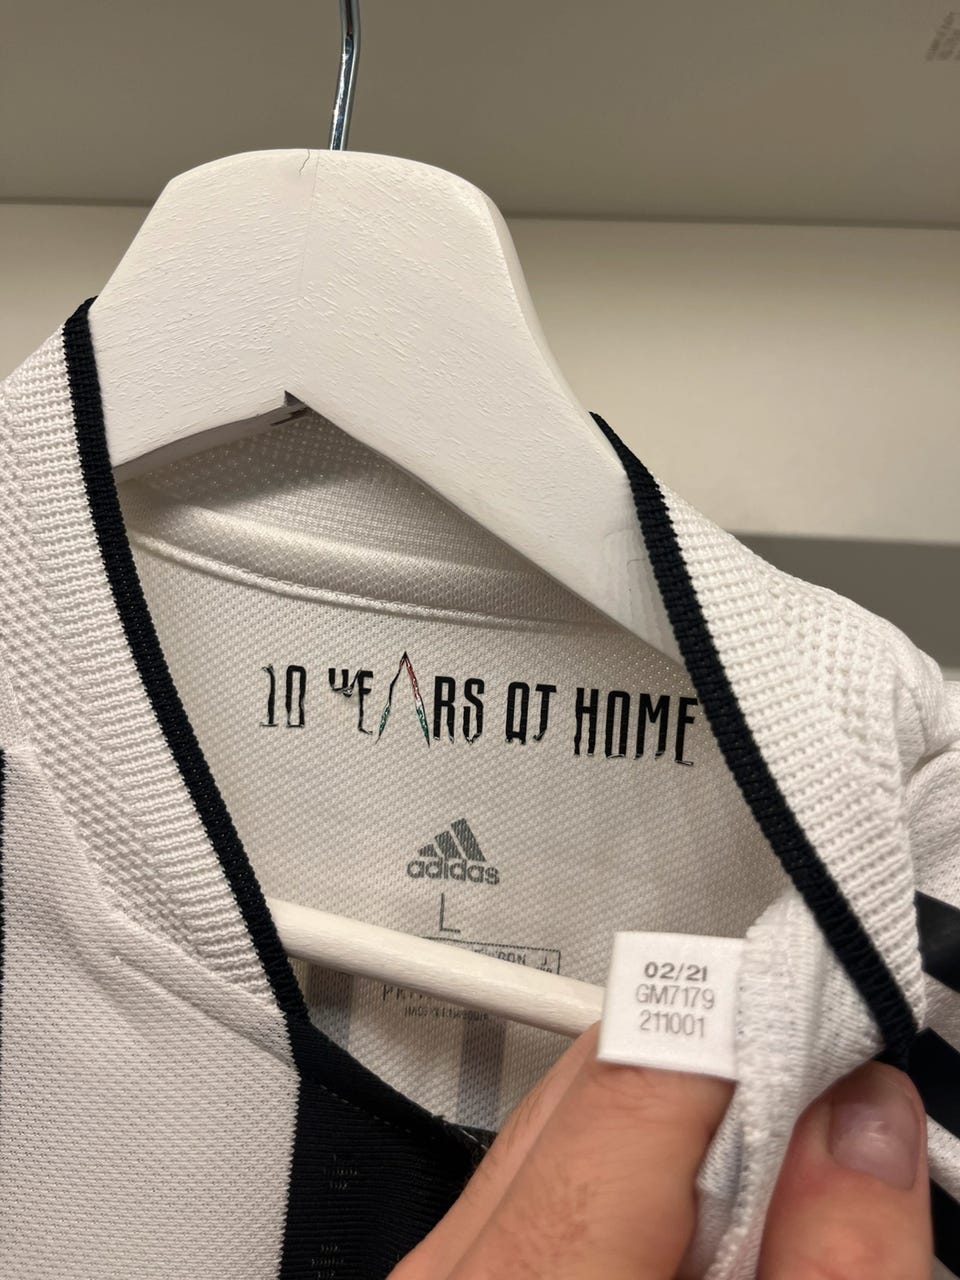 10 YEARS AT HOME
adidas
L
02/21
GM7179
211001